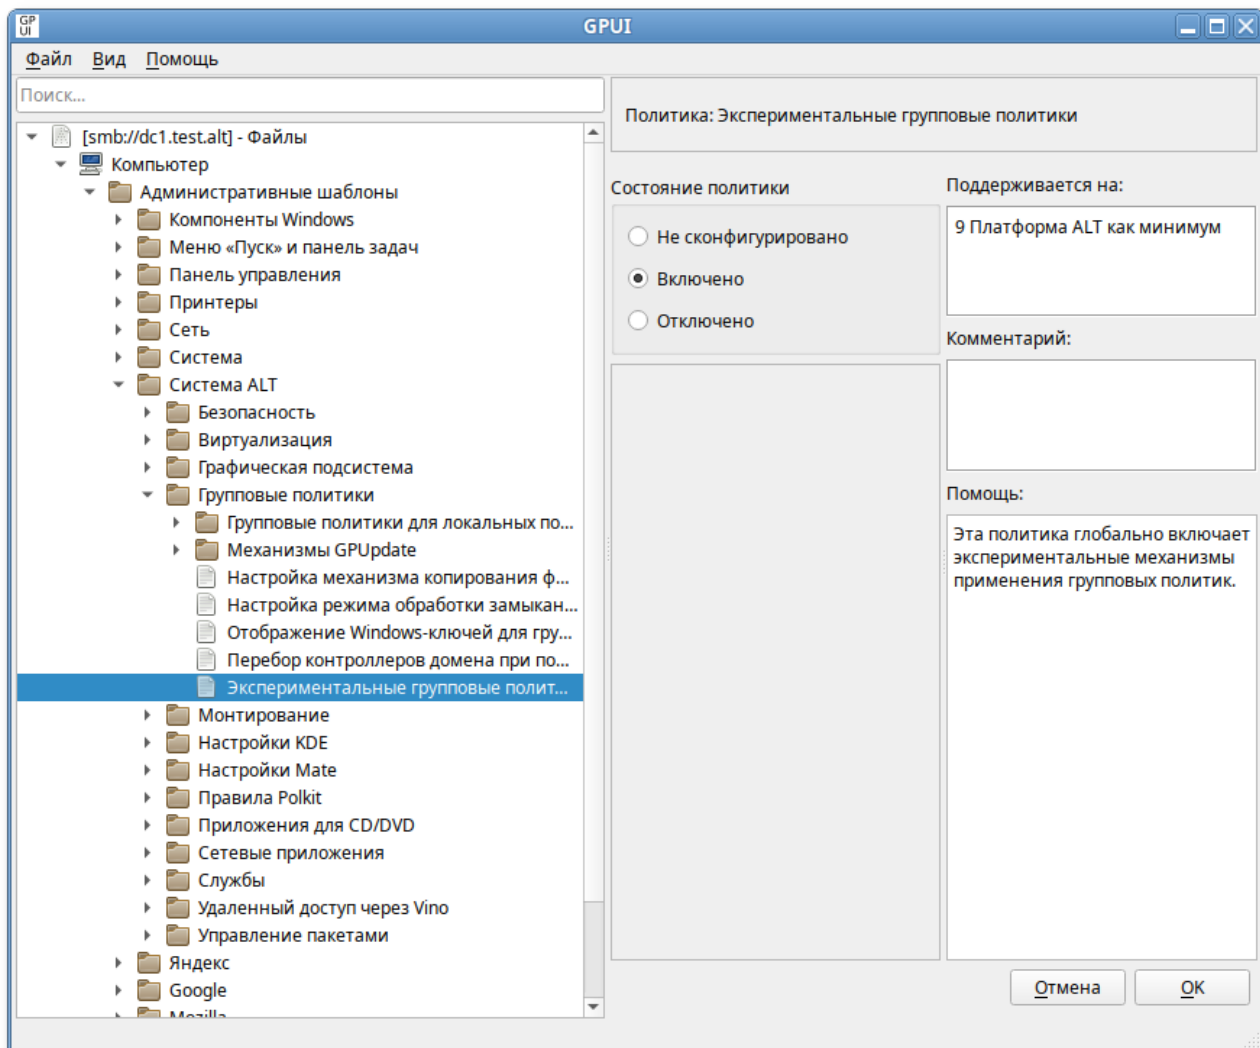 GP
UI
GPUI
Файл Вид Помощь
Поиск...
[smb://dc1.test.alt] - Файлы
Компьютер
Административные шаблоны
Компоненты Windows
Меню «Пуск» и панель задач
Панель управления
Принтеры
Сеть
Система
Система ALT
Безопасность
Виртуализация
Графическая подсистема
Групповые политики
Групповые политики для локальных по...
Механизмы GPUpdate
Настройка механизма копирования ф...
Настройка режима обработки замыкан...
Отображение Windows-ключей для гру...
Перебор контроллеров домена при по...
Экспериментальные групповые полит...
Монтирование
Настройки KDE
Настройки Mate
Правила Polkit
Приложения для CD/DVD
Сетевые приложения
Службы
Удаленный доступ через Vino
Управление пакетами
Яндекс
Google
Mozilla
Политика: Экспериментальные групповые политики
Состояние политики
Не сконфигурировано
Включено
Отключено
Поддерживается на:
9 Платформа ALT как минимум
Комментарий:
Помощь:
Эта политика глобально включает
экспериментальные механизмы
применения групповых политик.
Отмена
OK